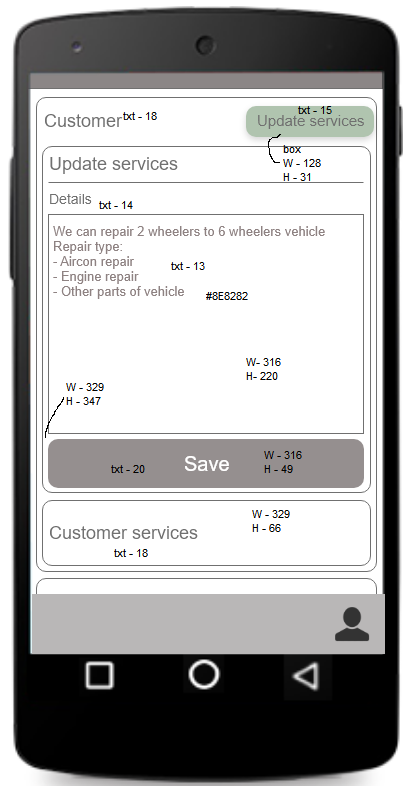 Customer txt - 18
txt - 15
Update services
box
W - 128
H - 31
Update services
Details txt - 14
We can repair 2 wheelers to 6 wheelers vehicle
Repair type:
- Aircon repair txt - 13
- Engine repair
- Other parts of vehicle #8E8282
W- 316
H- 220
W - 329
H - 347
txt - 20 Save W - 316
H - 49
W - 329
H - 66
Customer services
txt - 18